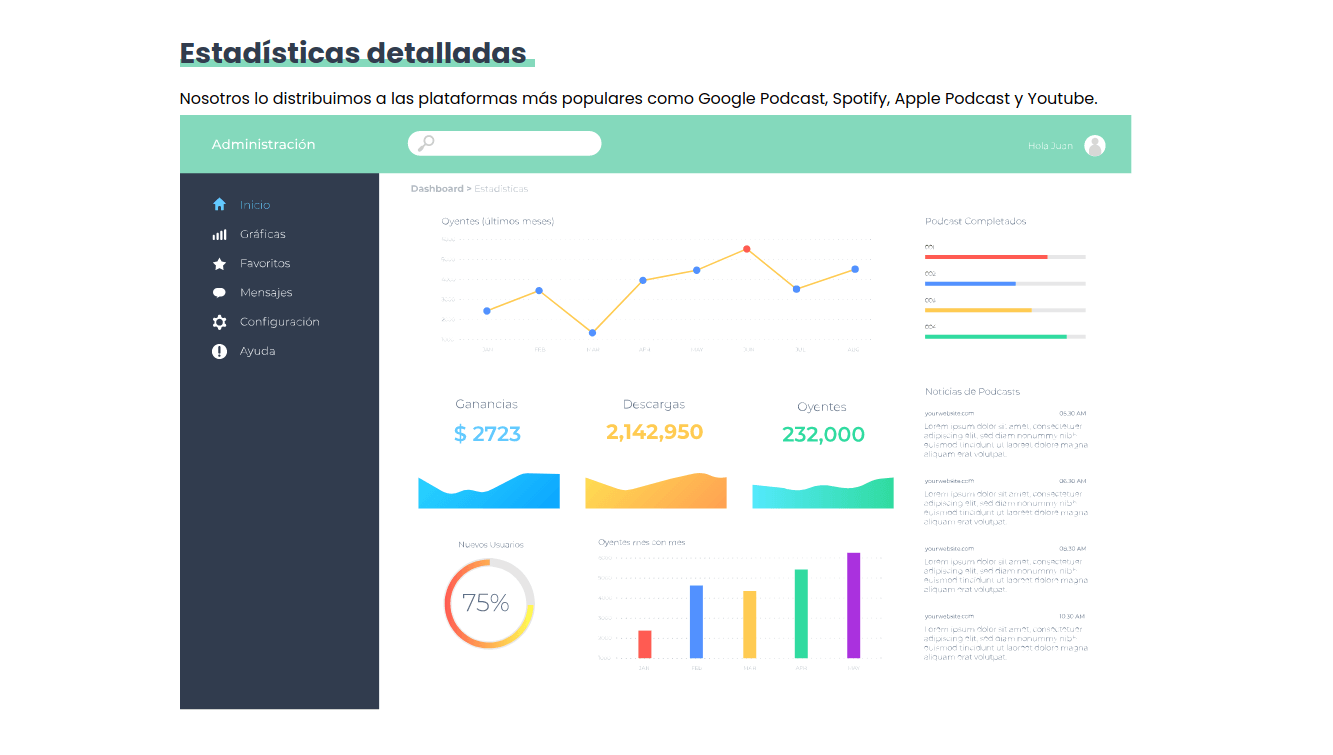 Estadísticas detalladas
Nosotros lo distribuimos a las plataformas más populares como Google Podcast, Spotify, Apple Podcast y Youtube.
Administración
Hola Juan
Dashboard > Estadísticas
Inicio
Gráficas
Favoritos
Mensajes
Configuración
Ayuda
Oyentes (últimos meses)
JAN FEB MAR APR MAY JUN JUL AUG
Podcast Completados
001
002
003
004
Ganancias
$ 2723
Descargas
2,142,950
Oyentes
232,000
Nuevos Usuarios
75%
Oyentes mes con mes
Noticias de Podcasts
yourwebsite.com 05.30 AM
Lorem ipsum dolor sit amet, consectetuer
adipiscing elit, sed diam nonummy nibh
euismod tincidunt ut laoreet dolore magna
aliquam erat volutpat.
yourwebsite.com 06.30 AM
Lorem ipsum dolor sit amet, consectetuer
adipiscing elit, sed diam nonummy nibh
euismod tincidunt ut laoreet dolore magna
aliquam erat volutpat.
yourwebsite.com 08.30 AM
Lorem ipsum dolor sit amet, consectetuer
adipiscing elit, sed diam nonummy nibh
euismod tincidunt ut laoreet dolore magna
aliquam erat volutpat.
yourwebsite.com 10.30 AM
Lorem ipsum dolor sit amet, consectetuer
adipiscing elit, sed diam nonummy nibh
euismod tincidunt ut laoreet dolore magna
aliquam erat volutpat.